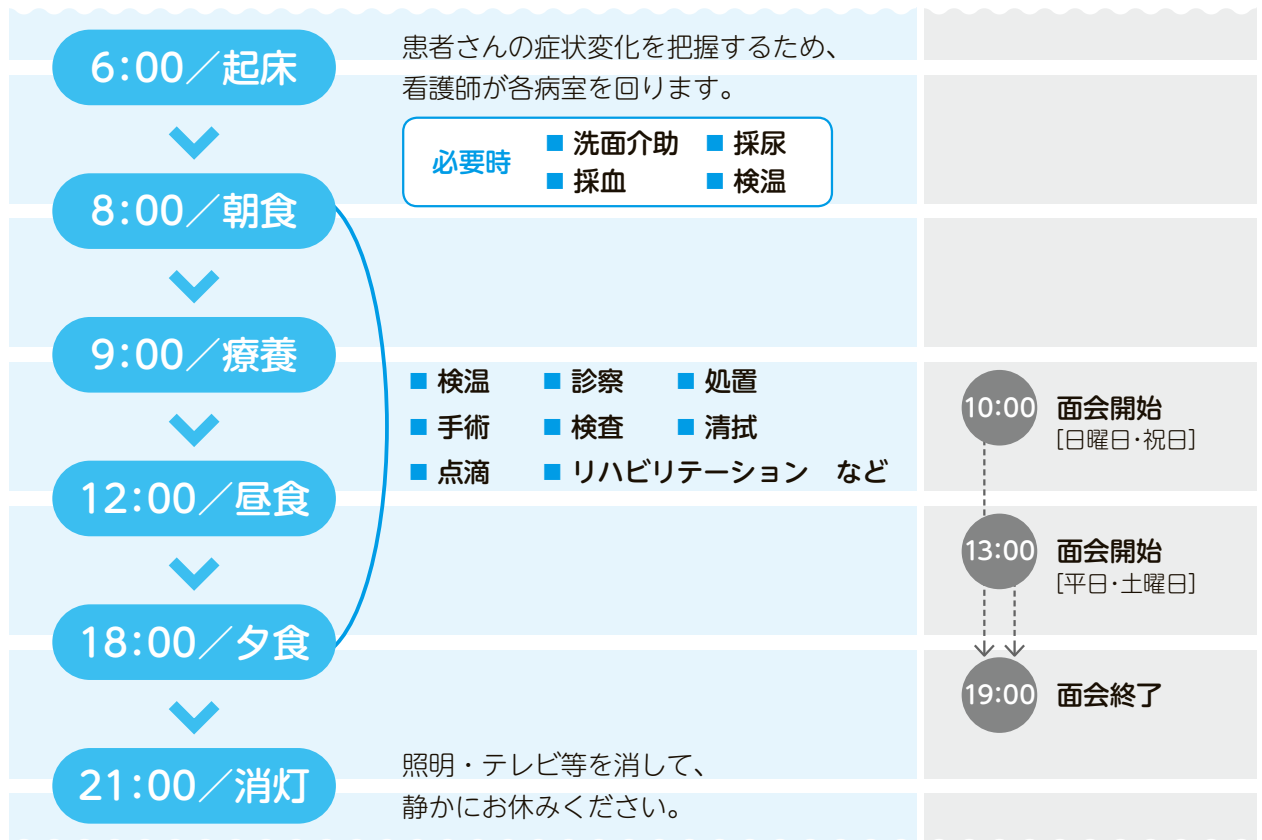 6:00／起床
患者さんの症状変化を把握するため、
看護師が各病室を回ります。
必要時
■ 洗面介助 ■ 採尿
■ 採血 ■ 検温
8:00／朝食
9:00／療養
■ 検温 ■ 診察 ■ 処置
■ 手術 ■ 検査 ■ 清拭
■ 点滴 ■ リハビリテーション　など
12:00／昼食
18:00／夕食
21:00／消灯
照明・テレビ等を消して、
静かにお休みください。
10:00 面会開始
[日曜日・祝日]
13:00 面会開始
[平日・土曜日]
19:00 面会終了